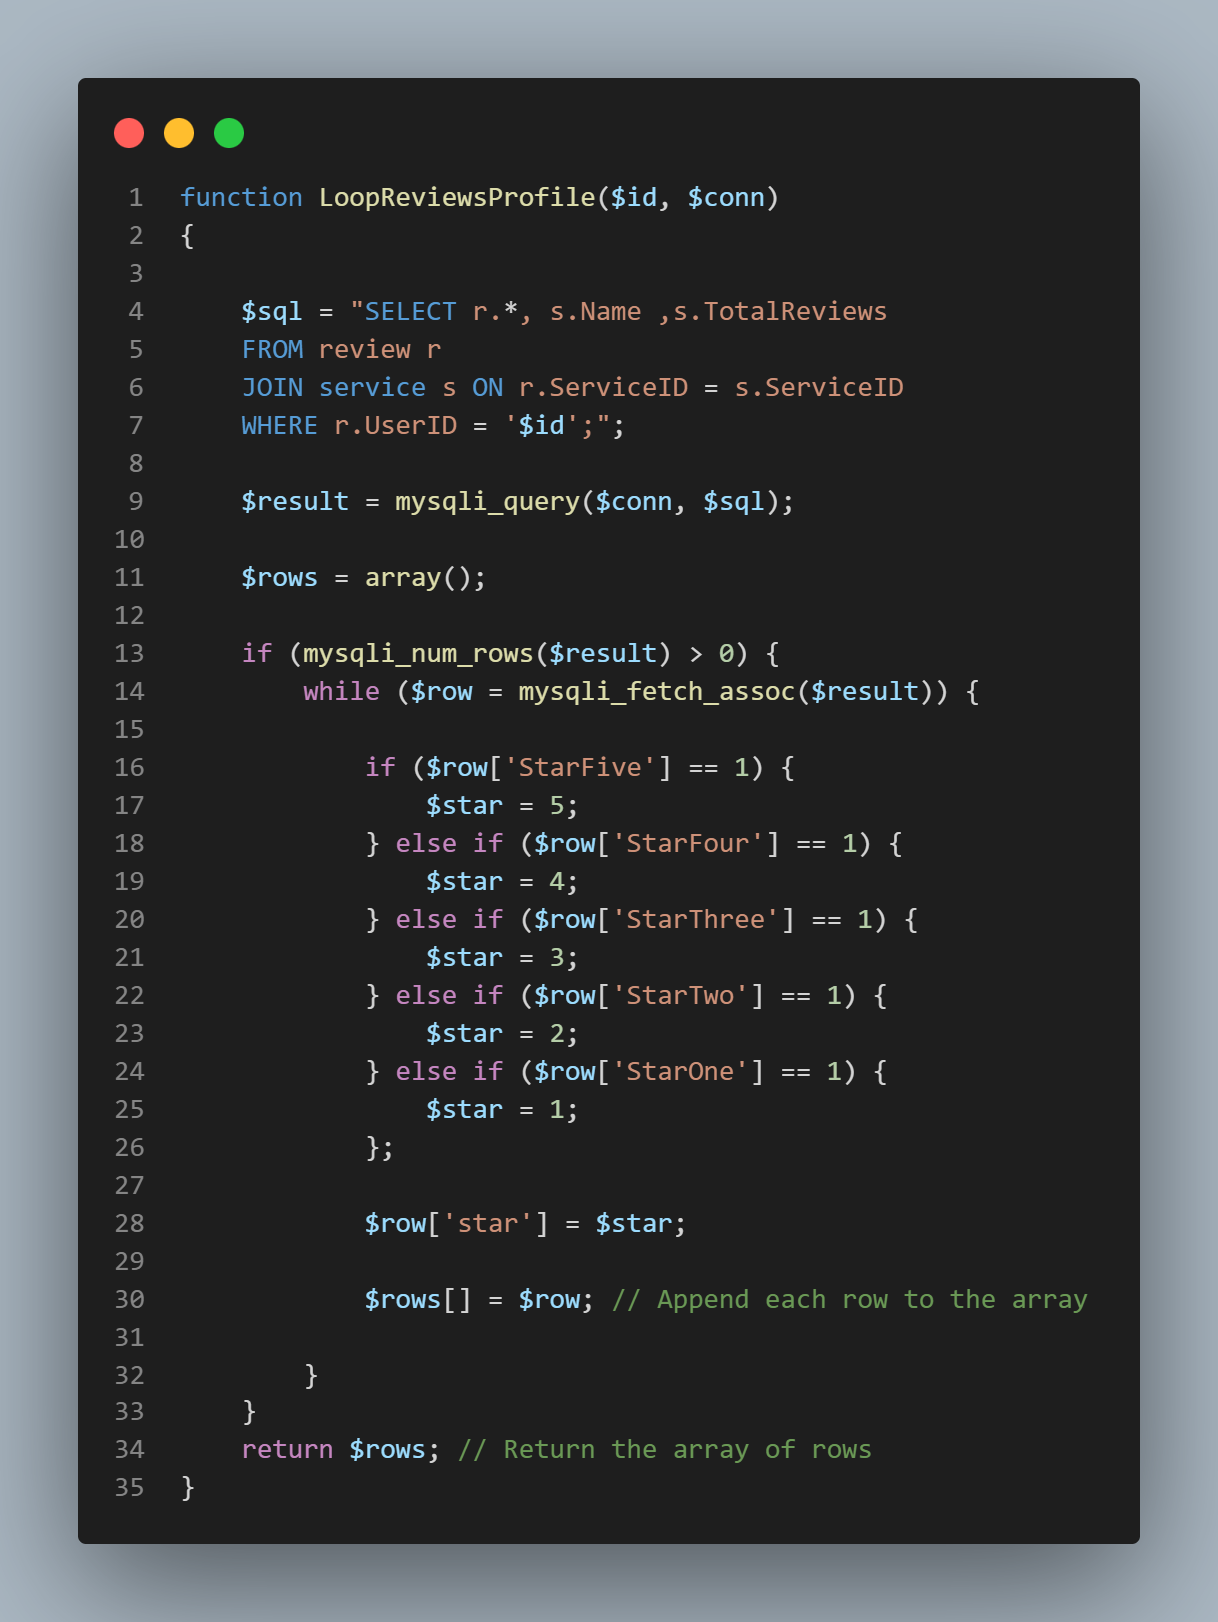 1 function LoopReviewsProfile($id, $conn)
2 {
3
4     $sql = "SELECT r.*, s.Name ,s.TotalReviews
5     FROM review r
6     JOIN service s ON r.ServiceID = s.ServiceID
7     WHERE r.UserID = '$id';";
8
9     $result = mysqli_query($conn, $sql);
10
11     $rows = array();
12
13     if (mysqli_num_rows($result) > 0) {
14         while ($row = mysqli_fetch_assoc($result)) {
15
16             if ($row['StarFive'] == 1) {
17                 $star = 5;
18             } else if ($row['StarFour'] == 1) {
19                 $star = 4;
20             } else if ($row['StarThree'] == 1) {
21                 $star = 3;
22             } else if ($row['StarTwo'] == 1) {
23                 $star = 2;
24             } else if ($row['StarOne'] == 1) {
25                 $star = 1;
26             };
27
28             $row['star'] = $star;
29
30             $rows[] = $row; // Append each row to the array
31
32         }
33     }
34     return $rows; // Return the array of rows
35 }